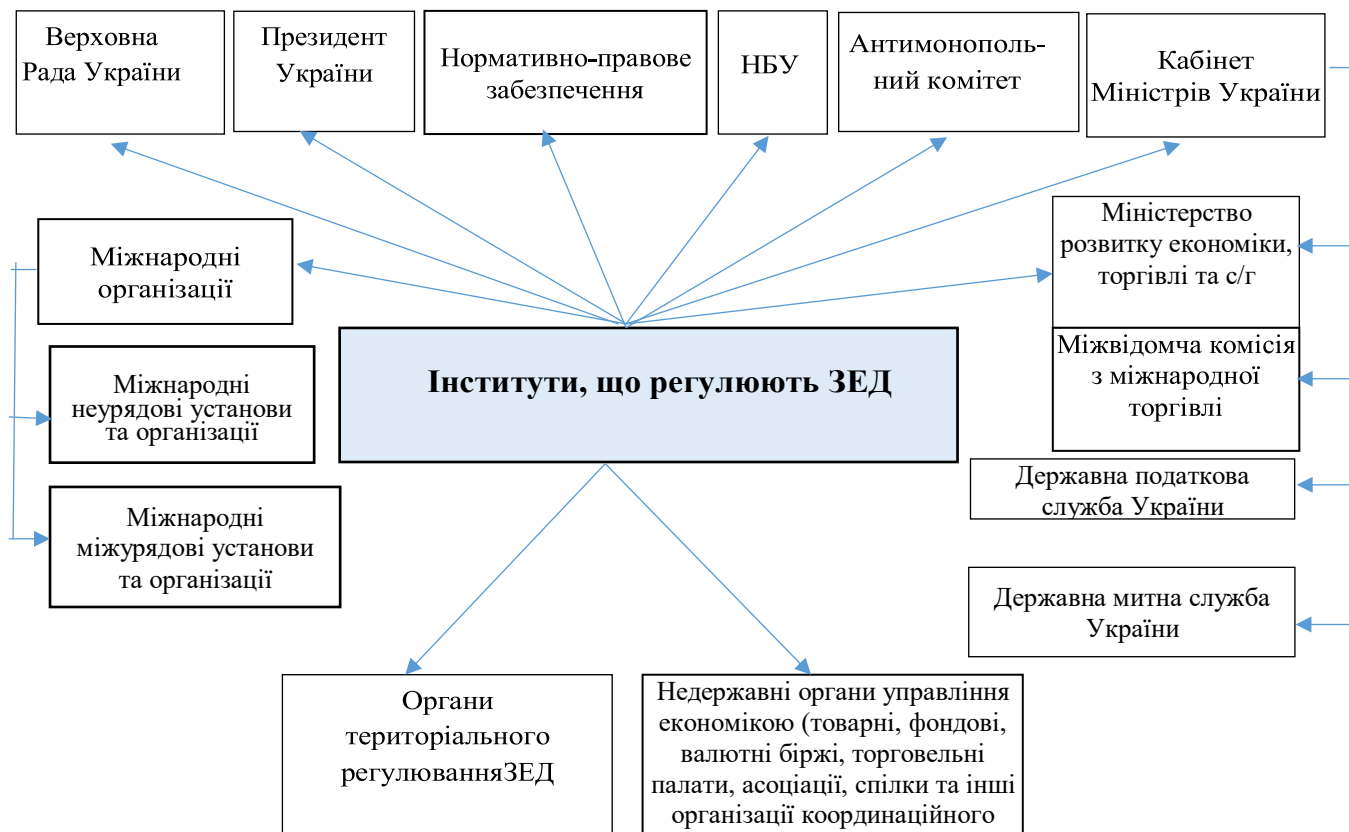 Верховна
Рада України
Президент
України
Нормативно-правове
забезпечення
НБУ
Антимонополь-
ний комітет
Кабінет
Міністрів України
Міжнародні
організації
Міністерство
розвитку економіки,
торгівлі та с/г
Інститути, що регулюють ЗЕД
Міжвідомча комісія
з міжнародної
торгівлі
Міжнародні
неурядові установи
та організації
Державна податкова
служба України
Міжнародні
міжурядові установи
та організації
Державна митна служба
України
Органи
територіального
регулюванняЗЕД
Недержавні органи управління
економікою (товарні, фондові,
валютні біржі, торговельні
палати, асоціації, спілки та інші
організації координаційного